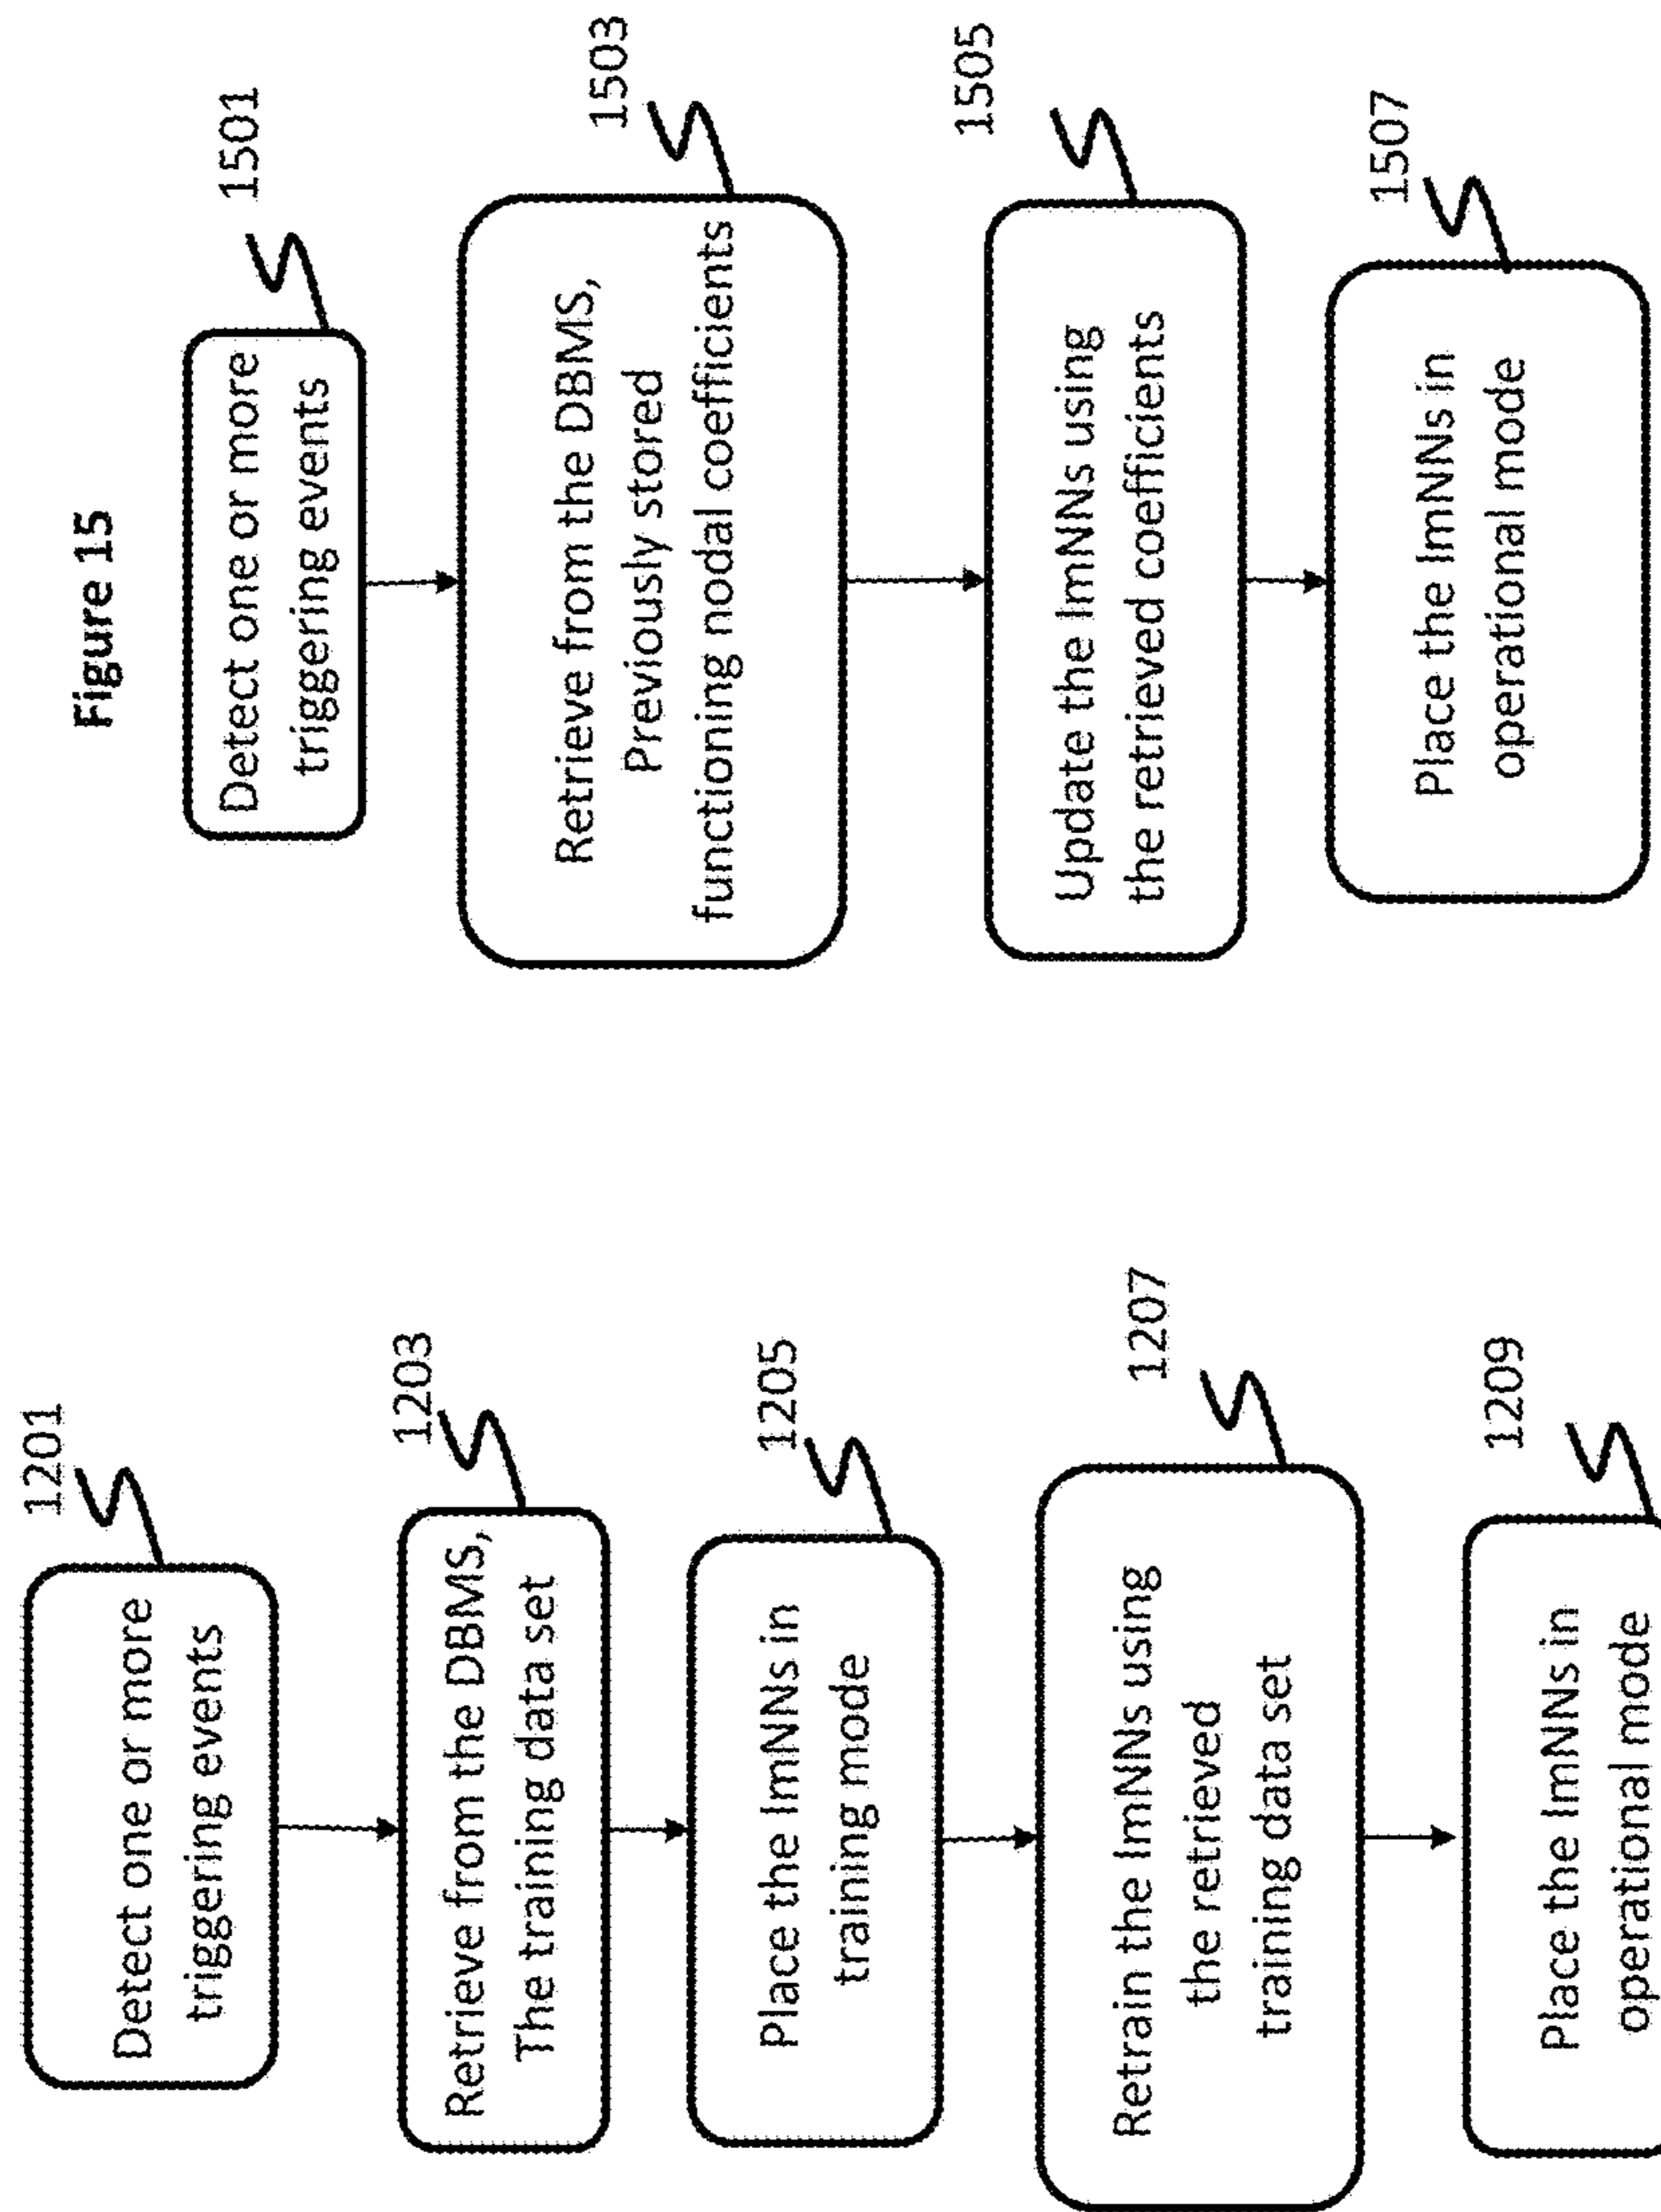 1201
Detect one or more
triggering events
1203
Retrieve from the DBMS,
The training data set
1205
Place the ImNNs in
training mode
1207
Retrain the ImNNs using
the retrieved
training data set
1209
Place the ImNNs in
operational mode
Figure 15
1501
Detect one or more
triggering events
1503
Retrieve from the DBMS,
Previously stored
functioning nodal coefficients
1505
Update the ImNNs using
the retrieved coefficients
1507
Place the ImNNs in
operational mode